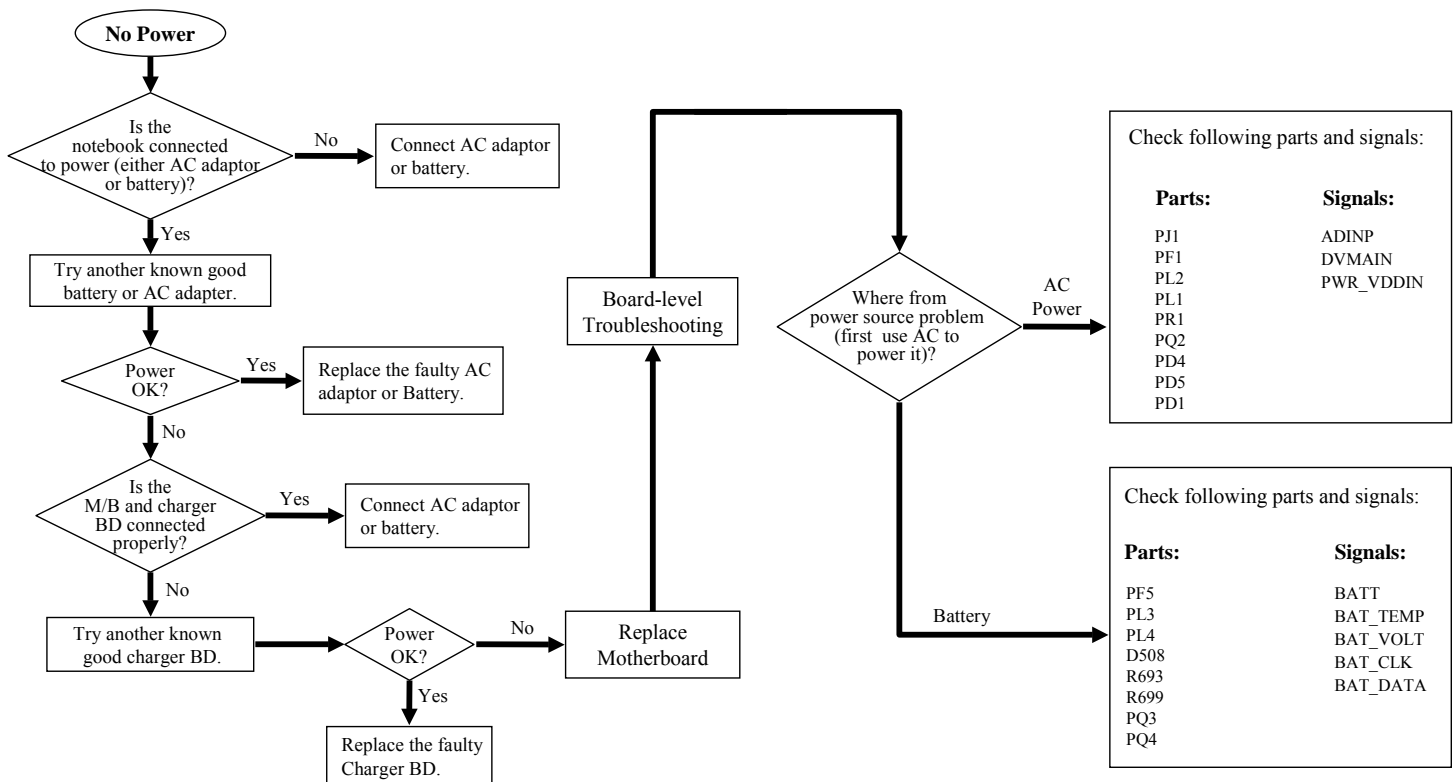 No Power
Is the
notebook connected
to power (either AC adaptor
or battery)?
No
Connect AC adaptor
or battery.
Yes
Try another known good
battery or AC adapter.
Power
OK?
Yes
Replace the faulty AC
adaptor or Battery.
No
Is the
M/B and charger
BD connected
properly?
Yes
Connect AC adaptor
or battery.
No
Try another known
good charger BD.
Power
OK?
Yes
Replace the faulty
Charger BD.
No
Replace
Motherboard
Board-level
Troubleshooting
Where from
power source problem
(first use AC to
power it)?
AC
Power
Check following parts and signals:
Parts:
PJ1
PF1
PL2
PL1
PR1
PQ2
PD4
PD5
PD1
Signals:
ADINP
DVMAIN
PWR_VDDIN
Battery
Check following parts and signals:
Parts:
PF5
PL3
PL4
D508
R693
R699
PQ3
PQ4
Signals:
BATT
BAT_TEMP
BAT_VOLT
BAT_CLK
BAT_DATA